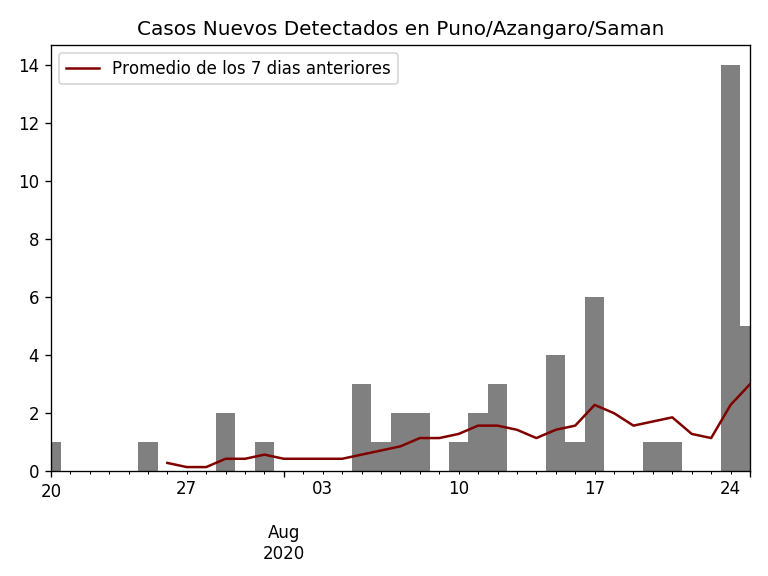 Casos Nuevos Detectados en Puno/Azangaro/Saman
Promedio de los 7 dias anteriores
14
12
10
8
6
4
2
0
20 27 03 10 17 24
Aug
2020